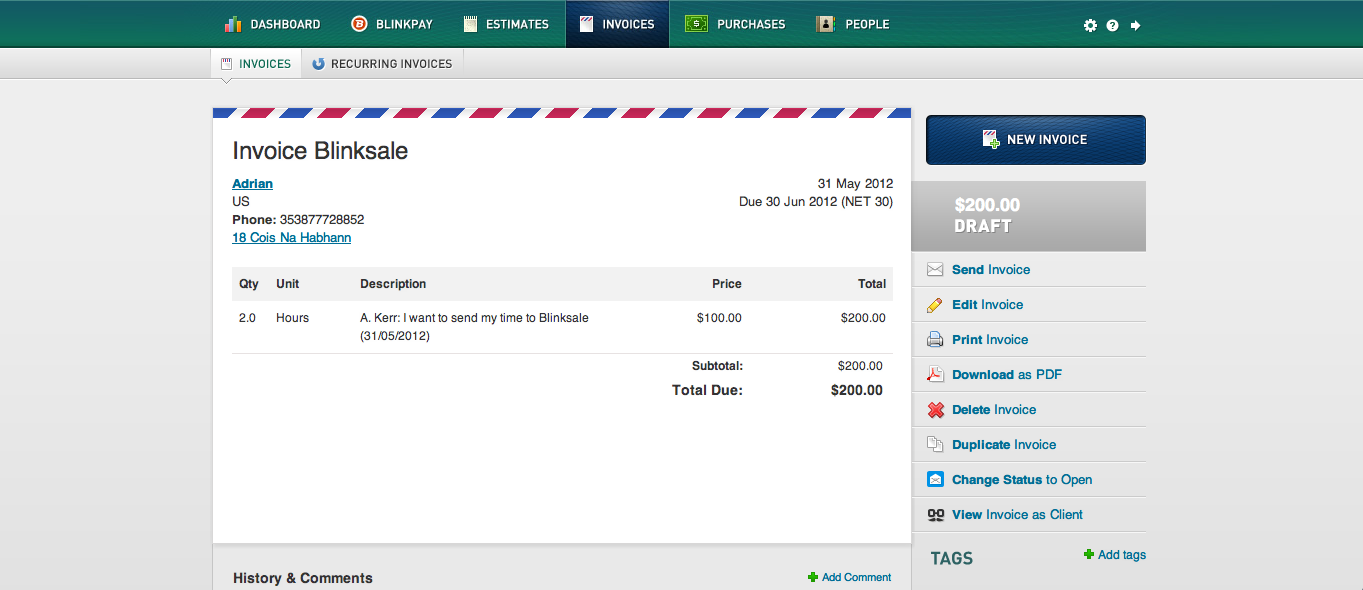 DASHBOARD BLINKPAY ESTIMATES INVOICES PURCHASES PEOPLE
INVOICES RECURRING INVOICES
Invoice Blinksale
Adrian
US
Phone: 353877728852
18 Cois Na Habhann
31 May 2012
Due 30 Jun 2012 (NET 30)
Qty Unit Description Price Total
2.0 Hours A. Kerr: I want to send my time to Blinksale $100.00 $200.00
(31/05/2012)
Subtotal: $200.00
Total Due: $200.00
History & Comments Add Comment
NEW INVOICE
$200.00
DRAFT
Send Invoice
Edit Invoice
Print Invoice
Download as PDF
Delete Invoice
Duplicate Invoice
Change Status to Open
View Invoice as Client
TAGS Add tags